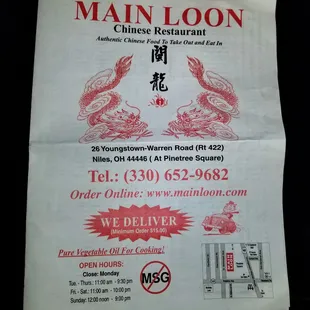 MAIN LOON
Chinese Restaurant
Authentic Chinese Food To Take Out and Eat In
龍
26 Youngstown-Warren Road (Rt 422)
Niles, OH 44446 ( At Pinetree Square)
Tel.: (330) 652-9682
Order Online: www.mainloon.com
WE DELIVER
(Minimum Order $15.00)
Pure Vegetable Oil For Cooking!
OPEN HOURS:
Close: Monday
Tue - Thurs.: 11:00 am - 9:30 pm
Fri. - Sat.: 11:00 am - 10:00 pm
Sunday: 12:00 noon - 9:00 pm
MSG